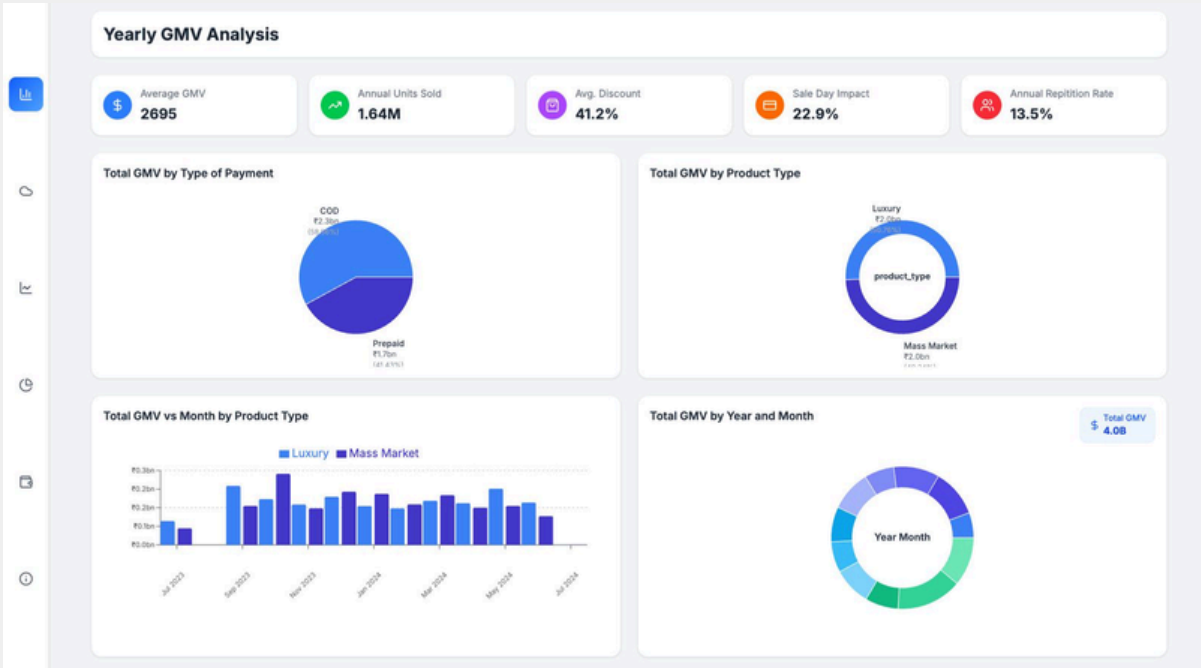 Yearly GMV Analysis
Average GMV
2695
Annual Units Sold
1.64M
Avg. Discount
41.2%
Sale Day Impact
22.9%
Annual Repitition Rate
13.5%
Total GMV by Type of Payment
COD
₹2.3bn
Prepaid
₹1.7bn
(41.43%)
Total GMV by Product Type
Luxury
₹2.0bn
product_type
Mass Market
₹2.0bn
Total GMV vs Month by Product Type
Luxury Mass Market
₹0.3bn
₹0.2bn
₹0.2bn
₹0.1bn
₹0.0bn
Jul 2023
Sep 2023
Nov 2023
Jan 2024
Mar 2024
May 2024
Jul 2024
Total GMV by Year and Month
$ Total GMV
4.0B
Year Month